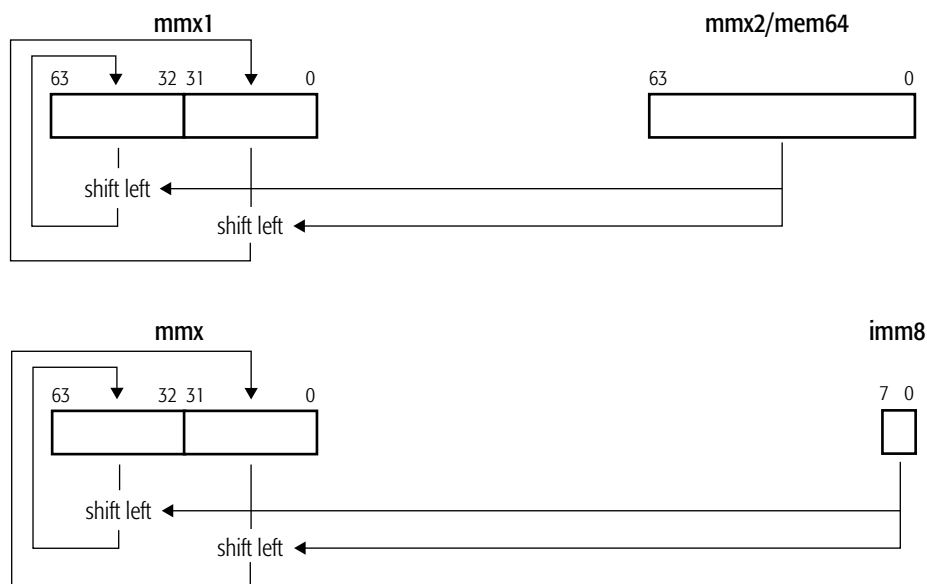 mmx1 mmx2/mem64
63 32 31 0 63 0
shift left
shift left
mmx imm8
63 32 31 0 7 0
shift left
shift left